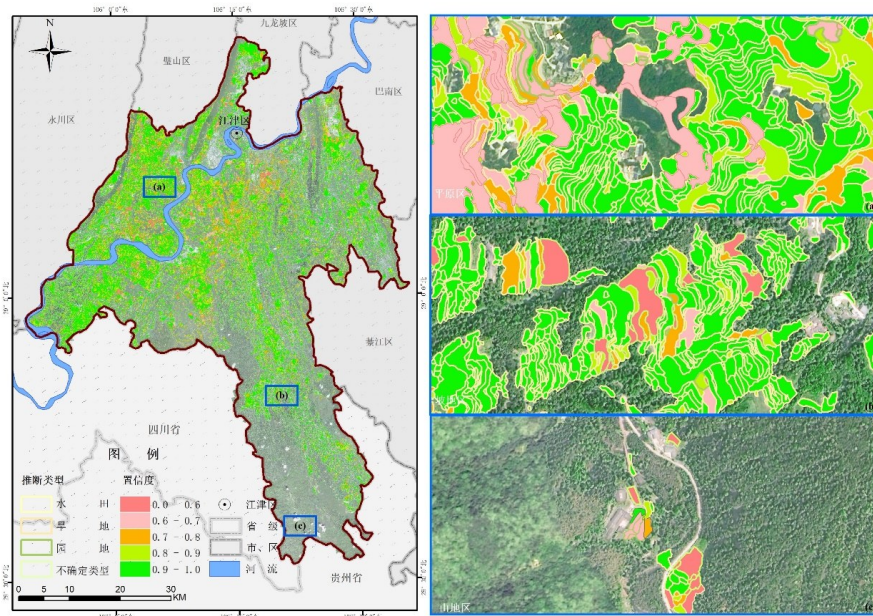 106°0'0"东
106°15'0"东
106°30'0"东
九龙坡区
璧山区
巴南区
永川区
江津区
(a)
29°0'0"
綦江区
(b)
四川省
图 例
推断类型
置信度
水 田
旱 地
园 地
不确定类型
0.0 - 0.6
0.6 - 0.7
0.7 - 0.8
0.8 - 0.9
0.9 - 1.0
江津区
省 级
市、区
河 流
(c)
贵州省
0 5 10 20 30
KM
平原区
(a)
(b)
山地区
(c)